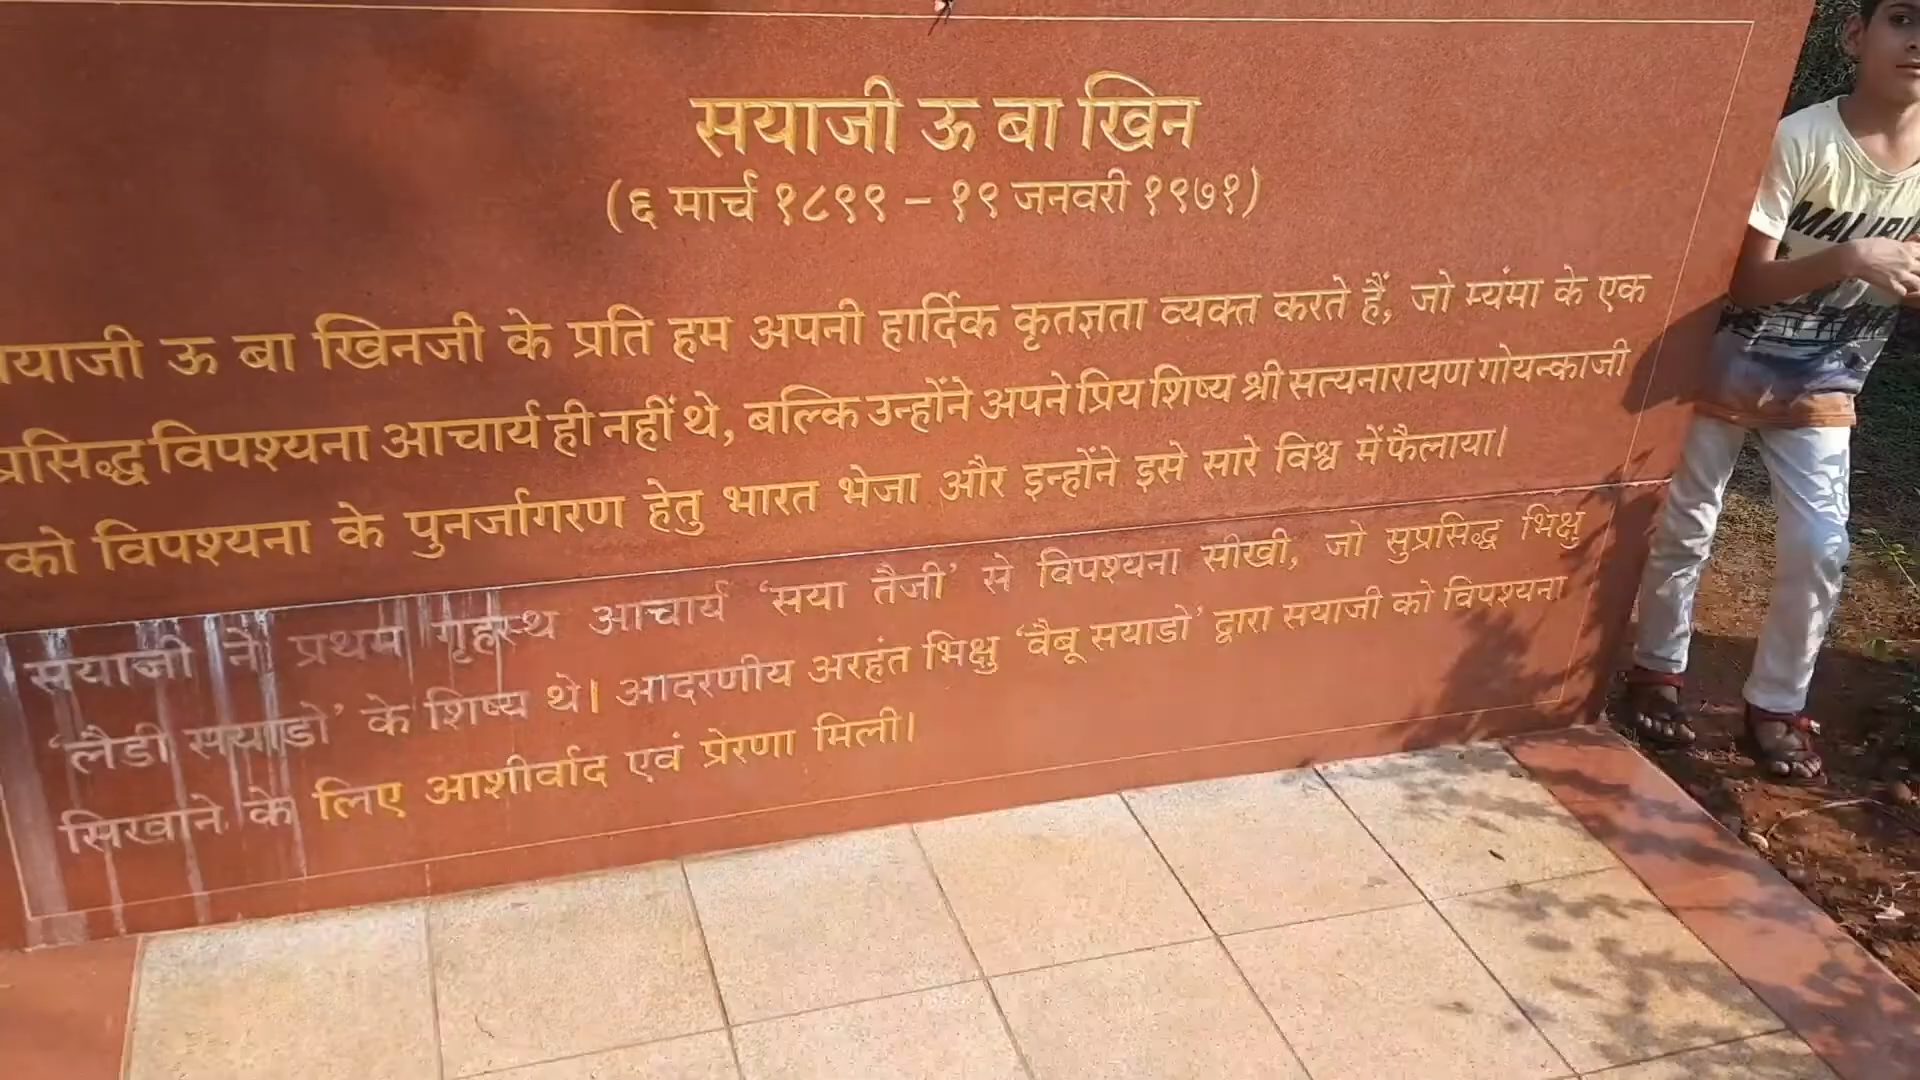 सयाजी ऊ बा खिन
(६ मार्च १८९९ – १९ जनवरी १९७१)
सयाजी ऊ बा खिनजी के प्रति हम अपनी हार्दिक कृतज्ञता व्यक्त करते हैं, जो म्यंमा के एक
प्रसिद्ध विपश्यना आचार्य ही नहीं थे, बल्कि उन्होंने अपने प्रिय शिष्य श्री सत्यनारायण गोयन्काजी
को विपश्यना के पुनर्जागरण हेतु भारत भेजा और इन्होंने इसे सारे विश्व में फैलाया।
सयाजी ने प्रथम गृहस्थ आचार्य ‘सया तैजी’ से विपश्यना सीखी, जो सुप्रसिद्ध भिक्षु
‘लैडी सयाडो’ के शिष्य थे। आदरणीय अरहंत भिक्षु ‘वैबू सयाडो’ द्वारा सयाजी को विपश्यना
सिखाने के लिए आशीर्वाद एवं प्रेरणा मिली।